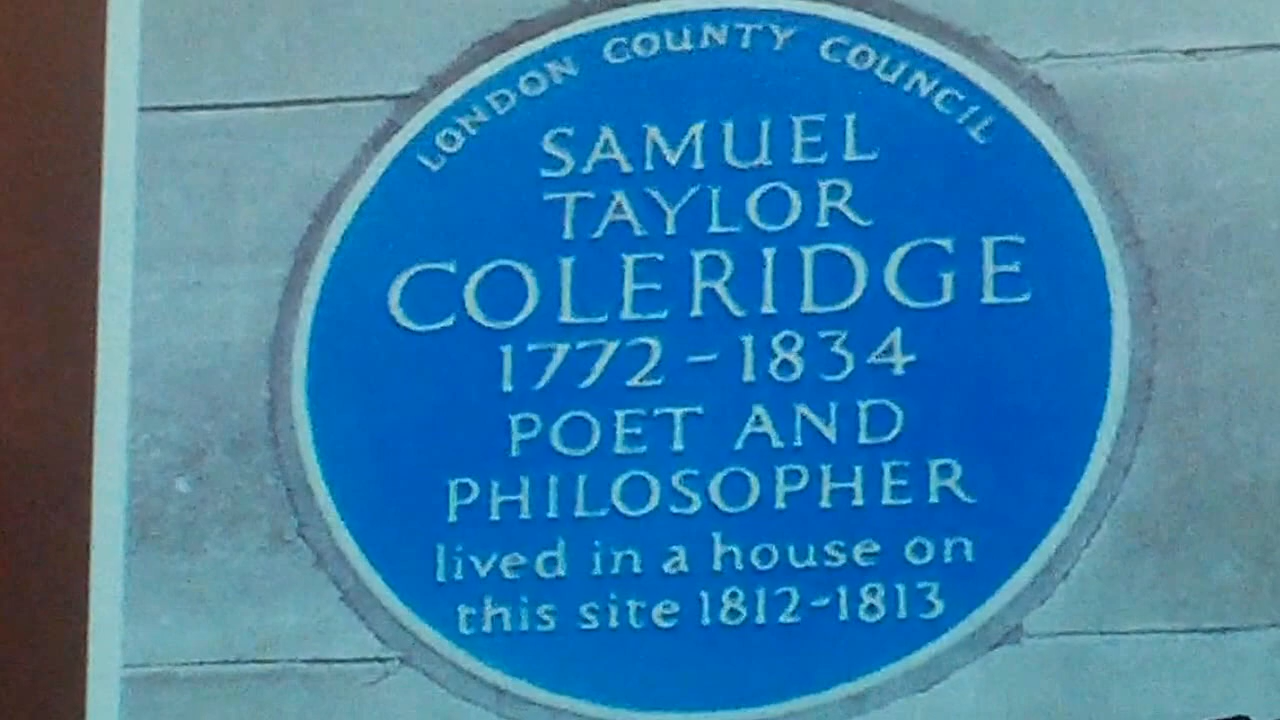 LONDON COUNTY COUNCIL
SAMUEL
TAYLOR
COLERIDGE
1772-1834
POET AND
PHILOSOPHER
lived in a house on
this site 1812-1813